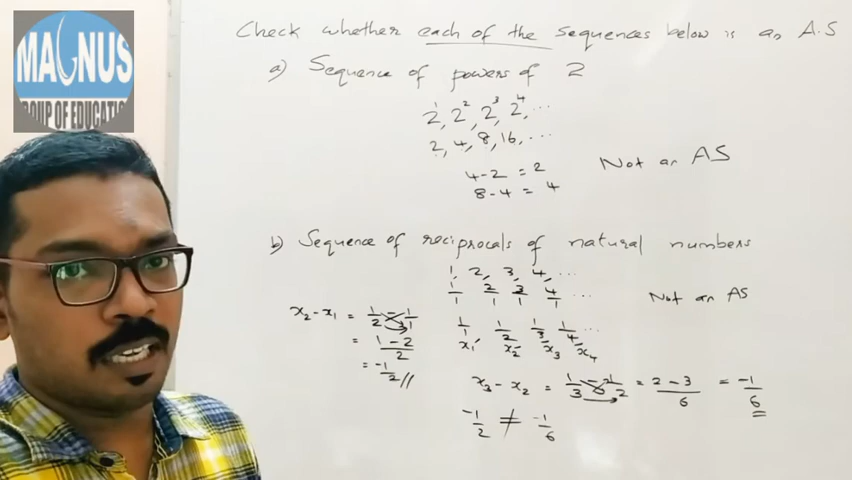 MAGNUS
GROUP OF EDUCATION
Check whether each of the sequences below is an A.S
a) Sequence of powers of 2
2¹, 2², 2³, 2⁴, ...
2, 4, 8, 16, ...
4-2 = 2
8-4 = 4
Not an AS
b) Sequence of reciprocals of natural numbers
1, 2, 3, 4, ...
1/1 2/1 3/1 4/1 ...
Not an AS
1/1 1/2 1/3 1/4 ...
x₁ x₂ x₃ x₄
x₂-x₁ = 1/2 - 1/1
= 1-2/2
= -1/2 //
x₃ - x₂ = 1/3 - 1/2 = 2-3/6 = -1/6
-1/2 ≠ -1/6